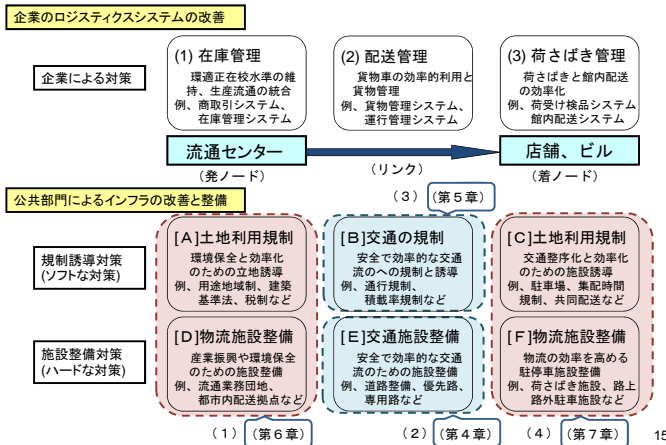 企業のロジスティクスシステムの改善
企業による対策
(1) 在庫管理
環適正在校水準の維
持、生産流通の統合
例、商取引システム、
在庫管理システム
(2) 配送管理
貨物車の効率的利用と
貨物管理
例、貨物管理システム、
運行管理システム
(3) 荷さばき管理
荷さばきと館内配送
の効率化
例、荷受け検品システム
館内配送システム
流通センター
(発ノード)
(リンク)
店舗、ビル
(着ノード)
公共部門によるインフラの改善と整備
(3)
(第5章)
規制誘導対策
(ソフトな対策)
[A]土地利用規制
環境保全と効率化
のための立地誘導
例、用途地域制、建築
基準法、税制など
[B]交通の規制
安全で効率的な交通
流のへの規制と誘導
例、通行規制、
積載率規制など
[C]土地利用規制
交通整序化と効率化
のための施設誘導
例、駐車場、集配時間
規制、共同配送など
施設整備対策
(ハードな対策)
[D]物流施設整備
産業振興や環境保全
のための施設整備
例、流通業務団地、
都市内配送拠点など
[E]交通施設整備
安全で効率的な交通
流のための施設整備
例、道路整備、優先路、
専用路など
[F]物流施設整備
物流の効率を高める
駐停車施設整備
例、荷さばき施設、路上
路外駐車施設など
(1)
(第6章)
(2)
(第4章)
(4)
(第7章)
15